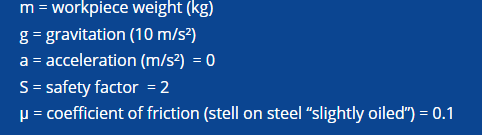 m = workpiece weight (kg)
g = gravitation (10 m/s²)
a = acceleration (m/s²) = 0
S = safety factor = 2
µ = coefficient of friction (stell on steel “slightly oiled”) = 0.1